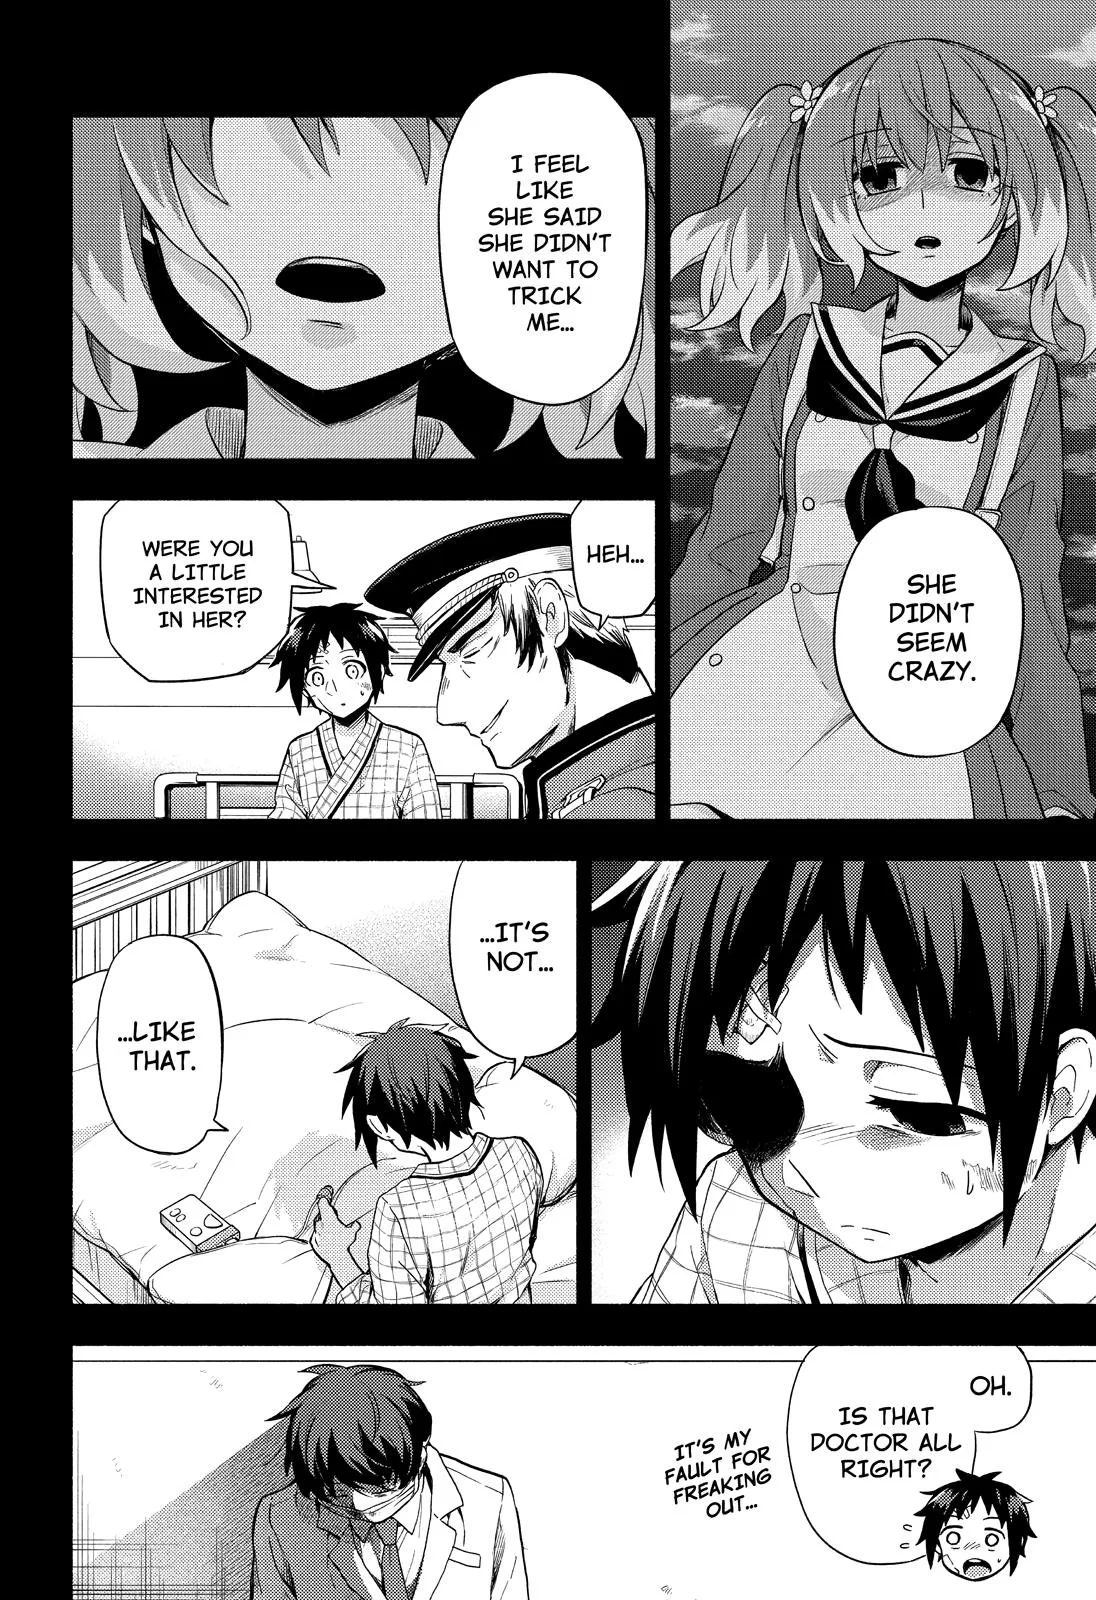 SHE
DIDN'T
SEEM
CRAZY.
I FEEL
LIKE
SHE SAID
SHE DIDN'T
WANT TO
TRICK
ME...
HEH...
WERE YOU
A LITTLE
INTERESTED
IN HER?
...IT'S
NOT...
...LIKE
THAT.
OH.
IS THAT
DOCTOR ALL
RIGHT?
IT'S MY
FAULT FOR
FREAKING
OUT...